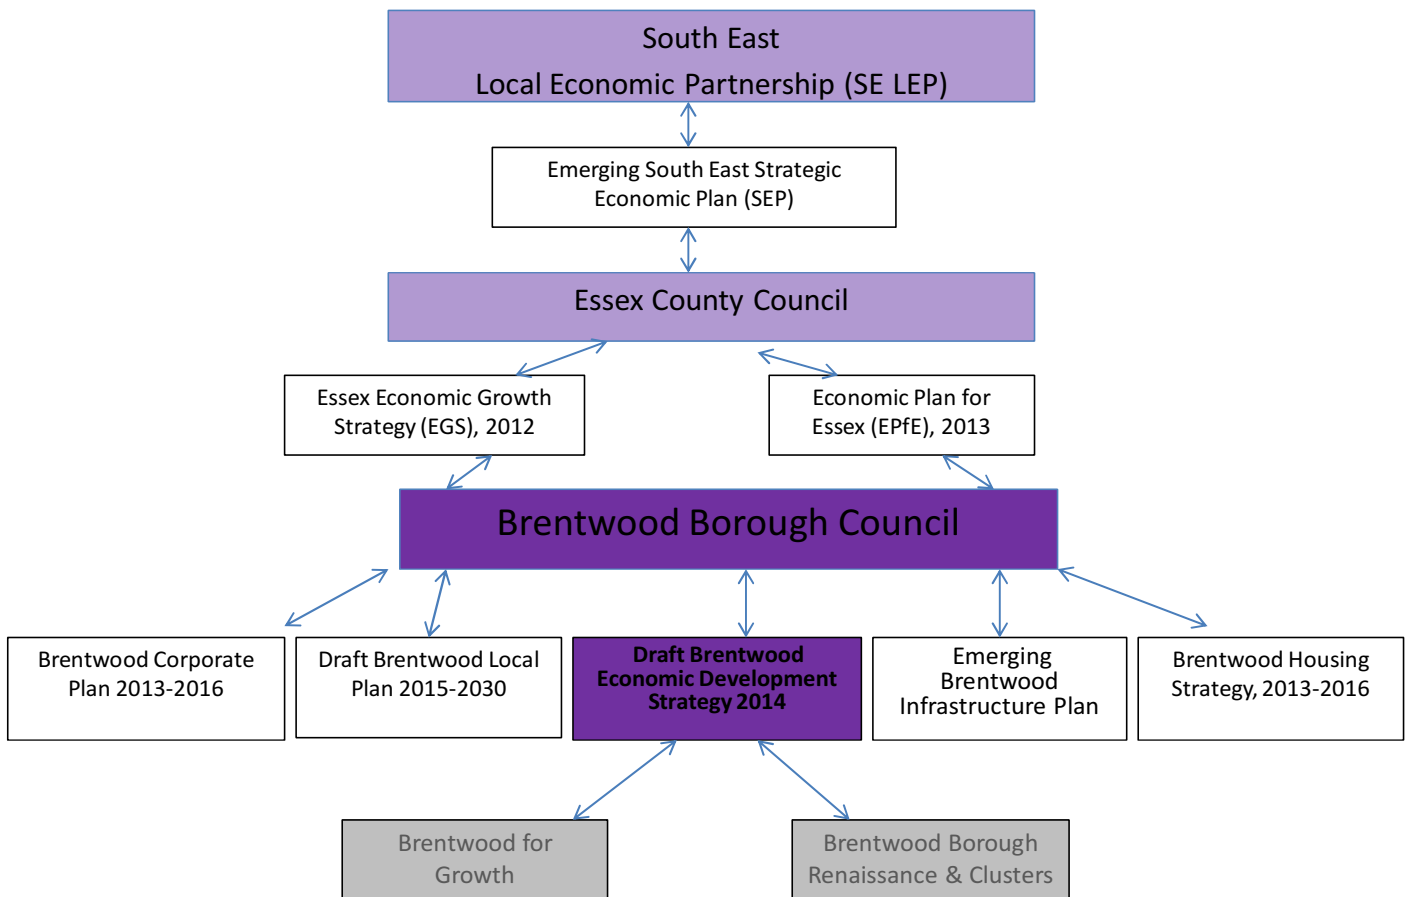 South East
Local Economic Partnership (SE LEP)
Emerging South East Strategic
Economic Plan (SEP)
Essex County Council
Essex Economic Growth
Strategy (EGS), 2012
Economic Plan for
Essex (EPfE), 2013
Brentwood Borough Council
Brentwood Corporate
Plan 2013-2016
Draft Brentwood Local
Plan 2015-2030
Draft Brentwood
Economic Development
Strategy 2014
Emerging
Brentwood
Infrastructure Plan
Brentwood Housing
Strategy, 2013-2016
Brentwood for
Growth
Brentwood Borough
Renaissance & Clusters